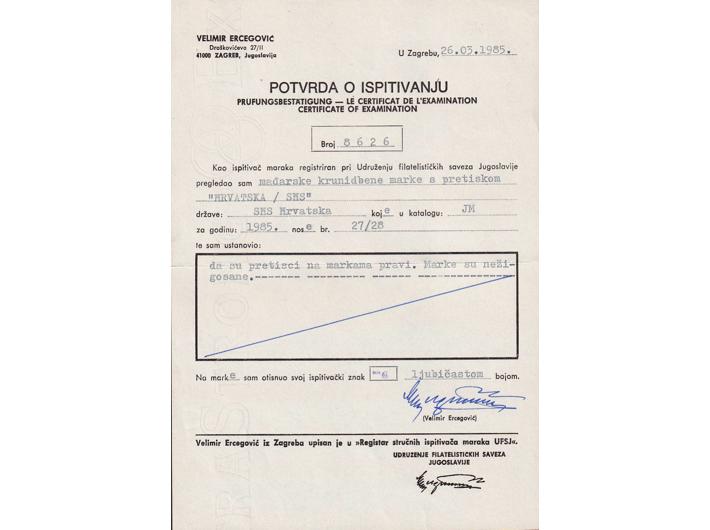 VELIMIR ERCEGOVIĆ
Draškovićeva 27/II
41000 ZAGREB, Jugoslavija
U Zagrebu, 26.03.1985.
POTVRDA O ISPITIVANJU
PRÜFUNGSBESTÄTIGUNG — LE CERTIFICAT DE L'EXAMINATION
CERTIFICATE OF EXAMINATION
Broj 8626
Kao ispitivač maraka registriran pri Udruženju filatelističkih saveza Jugoslavije
pregledao sam mađarske krunidbene marke s pretiskom
"HRVATSKA / SHS"
države: SHS Hrvatska koje u katalogu: JM
za godinu: 1985. nose br. 27/28
te sam ustanovio:
da su pretisci na markama pravi. Marke su neži-
gosane.------- ---------- ------ -----------------
Na marke sam otisnuo svoj ispitivački znak ljubičastom bojom.
(Velimir Ercegović)
Velimir Ercegović iz Zagreba upisan je u »Registar stručnih ispitivača maraka UFSJ«.
UDRUŽENJE FILATELISTIČKIH SAVEZA
JUGOSLAVIJE